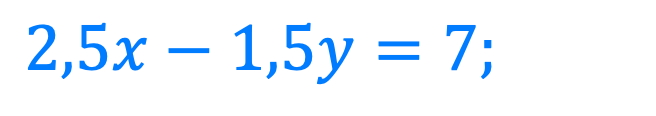 2,5x − 1,5y = 7;